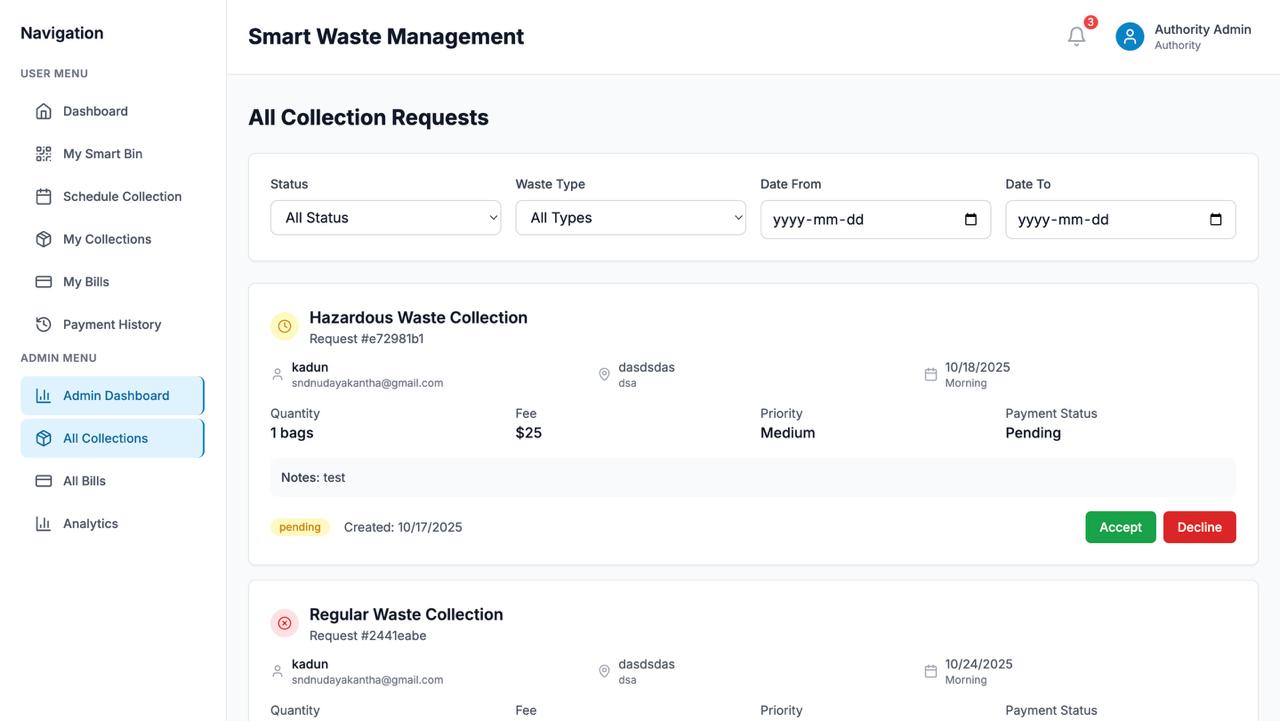 Navigation
USER MENU
Dashboard
My Smart Bin
Schedule Collection
My Collections
My Bills
Payment History
ADMIN MENU
Admin Dashboard
All Collections
All Bills
Analytics
Smart Waste Management
3
Authority Admin
Authority
All Collection Requests
Status Waste Type Date From Date To
All Status All Types yyyy-mm-dd yyyy-mm-dd
Hazardous Waste Collection
Request #e72981b1
kadun dasdsdas 10/18/2025
sndnudayakantha@gmail.com dsa Morning
Quantity Fee Priority Payment Status
1 bags $25 Medium Pending
Notes: test
pending Created: 10/17/2025 Accept Decline
Regular Waste Collection
Request #2441eabe
kadun dasdsdas 10/24/2025
sndnudayakantha@gmail.com dsa Morning
Quantity Fee Priority Payment Status